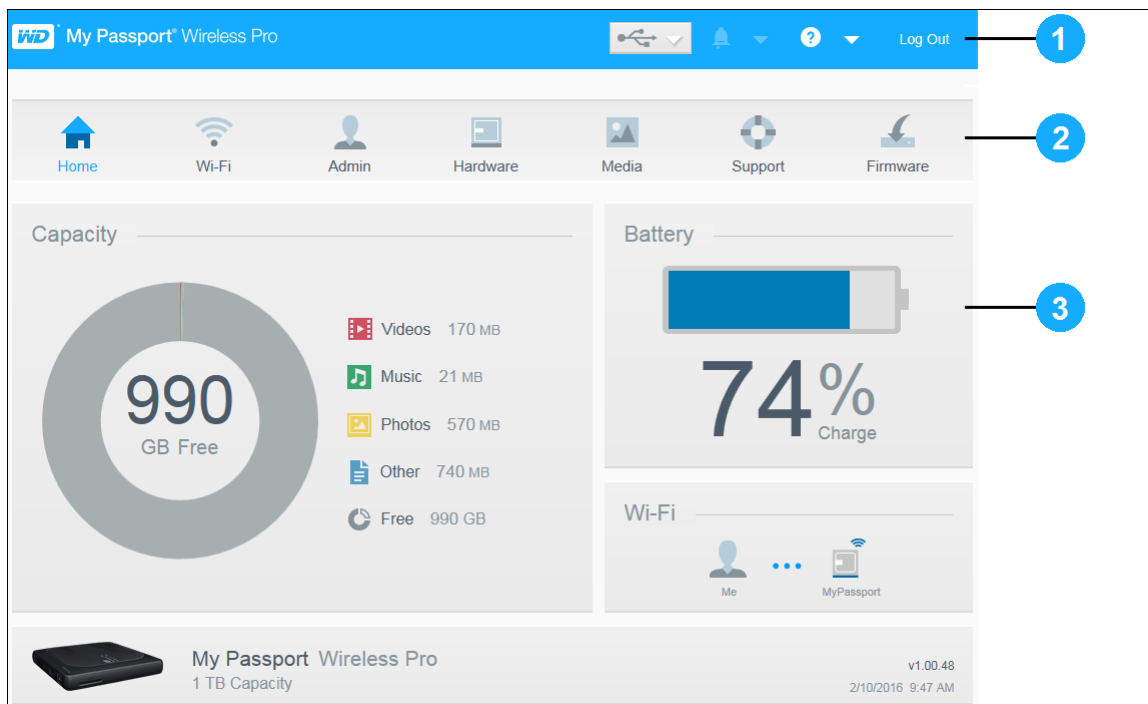 WD My Passport® Wireless Pro
? Log Out
1
Home Wi-Fi Admin Hardware Media Support Firmware
2
Capacity
990
GB Free
Videos 170 MB
Music 21 MB
Photos 570 MB
Other 740 MB
Free 990 GB
Battery
74%
Charge
3
Wi-Fi
Me MyPassport
My Passport Wireless Pro
1 TB Capacity
v1.00.48
2/10/2016 9:47 AM